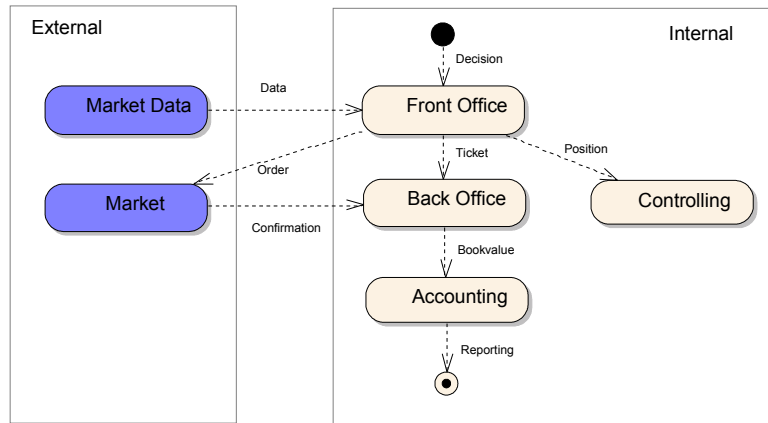 External
Internal
Decision
Market Data
Data
Front Office
Order
Ticket
Position
Market
Confirmation
Back Office
Controlling
Bookvalue
Accounting
Reporting